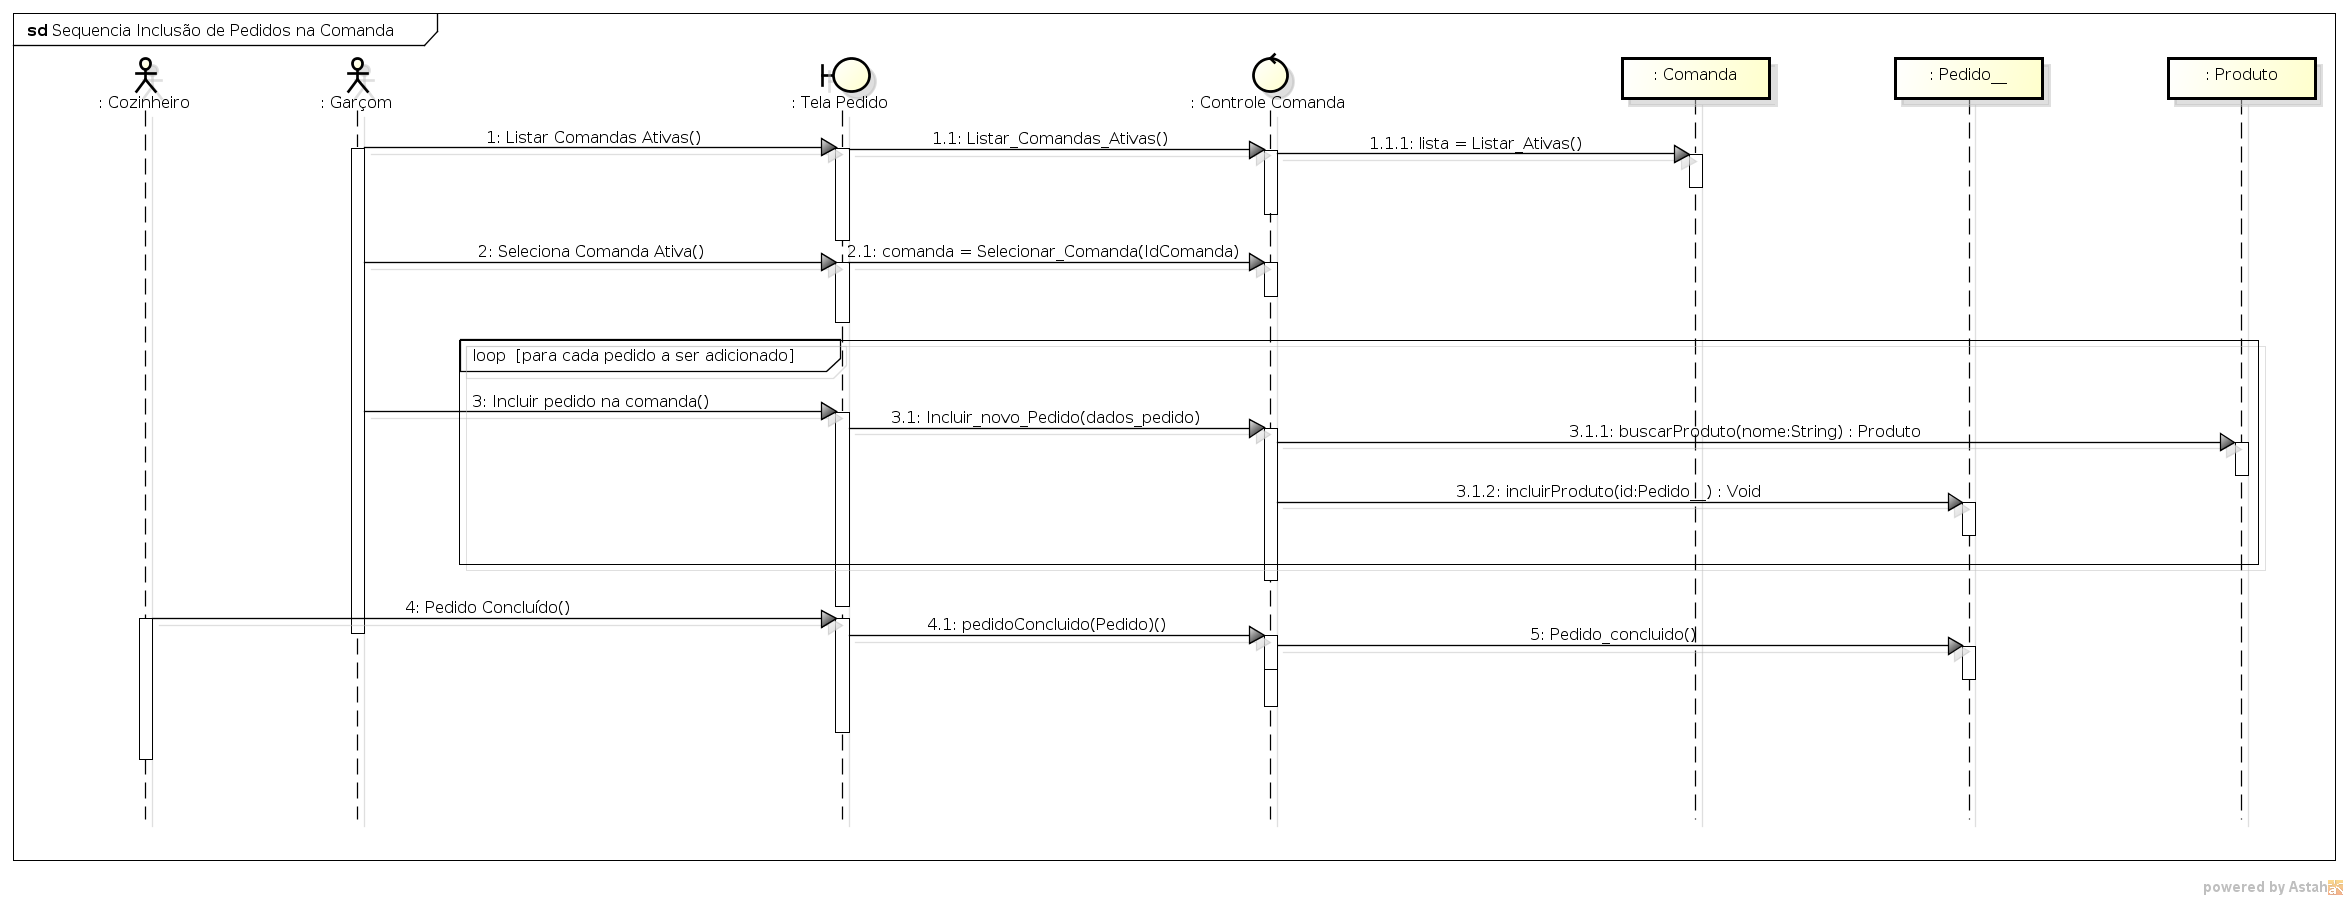 sd Sequencia Inclusão de Pedidos na Comanda
: Cozinheiro
: Garçom
: Tela Pedido
: Controle Comanda
: Comanda
: Pedido__
: Produto
1: Listar Comandas Ativas()
1.1: Listar_Comandas_Ativas()
1.1.1: lista = Listar_Ativas()
2: Seleciona Comanda Ativa()
2.1: comanda = Selecionar_Comanda(IdComanda)
loop [para cada pedido a ser adicionado]
3: Incluir pedido na comanda()
3.1: Incluir_novo_Pedido(dados_pedido)
3.1.1: buscarProduto(nome:String) : Produto
3.1.2: incluirProduto(id:Pedido__) : Void
4: Pedido Concluído()
4.1: pedidoConcluido(Pedido)()
5: Pedido_concluido()
powered by Astah